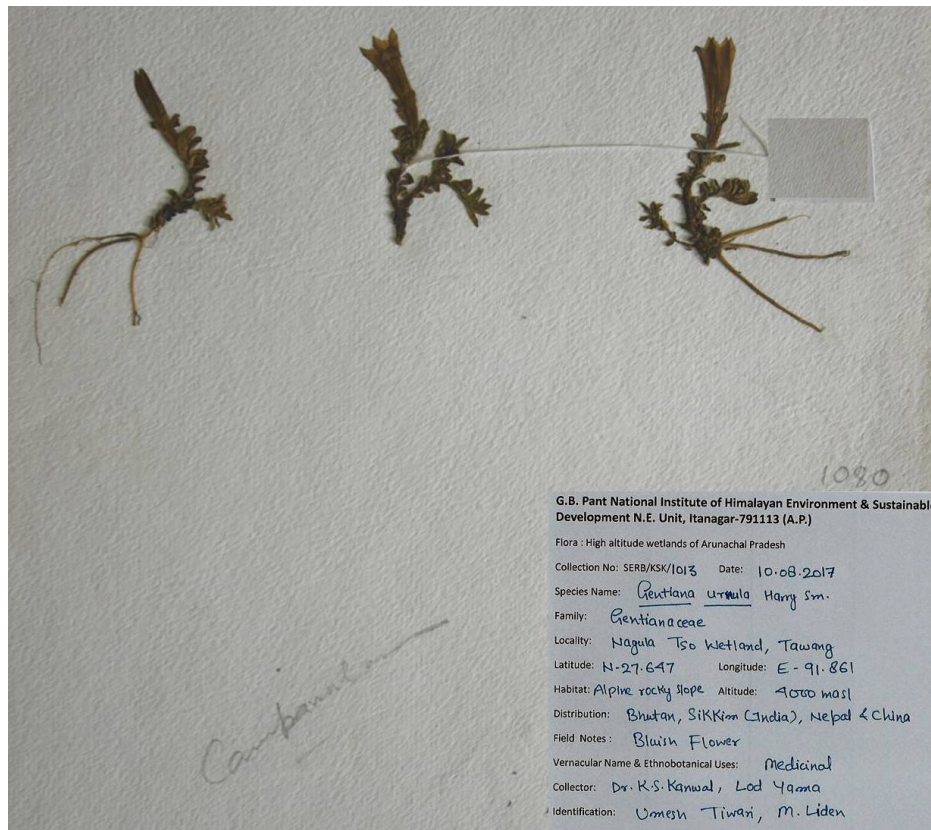 1080
G.B. Pant National Institute of Himalayan Environment & Sustainable
Development N.E. Unit, Itanagar-791113 (A.P.)
Flora : High altitude wetlands of Arunachal Pradesh
Collection No: SERB/KSK/1013 Date: 10.08.2017
Species Name: Gentiana urnula Harry Sm.
Family: Gentianaceae
Locality: Nagula Tso Wetland, Tawang
Latitude: N-27.647 Longitude: E-91.861
Habitat: Alpine rocky slope Altitude: 4000 masl
Distribution: Bhutan, Sikkim (India), Nepal & China
Field Notes : Bluish Flower
Vernacular Name & Ethnobotanical Uses: Medicinal
Collector: Dr. K.S. Kanwal, Lod Yama
Identification: Umesh Tiwari, M. Liden